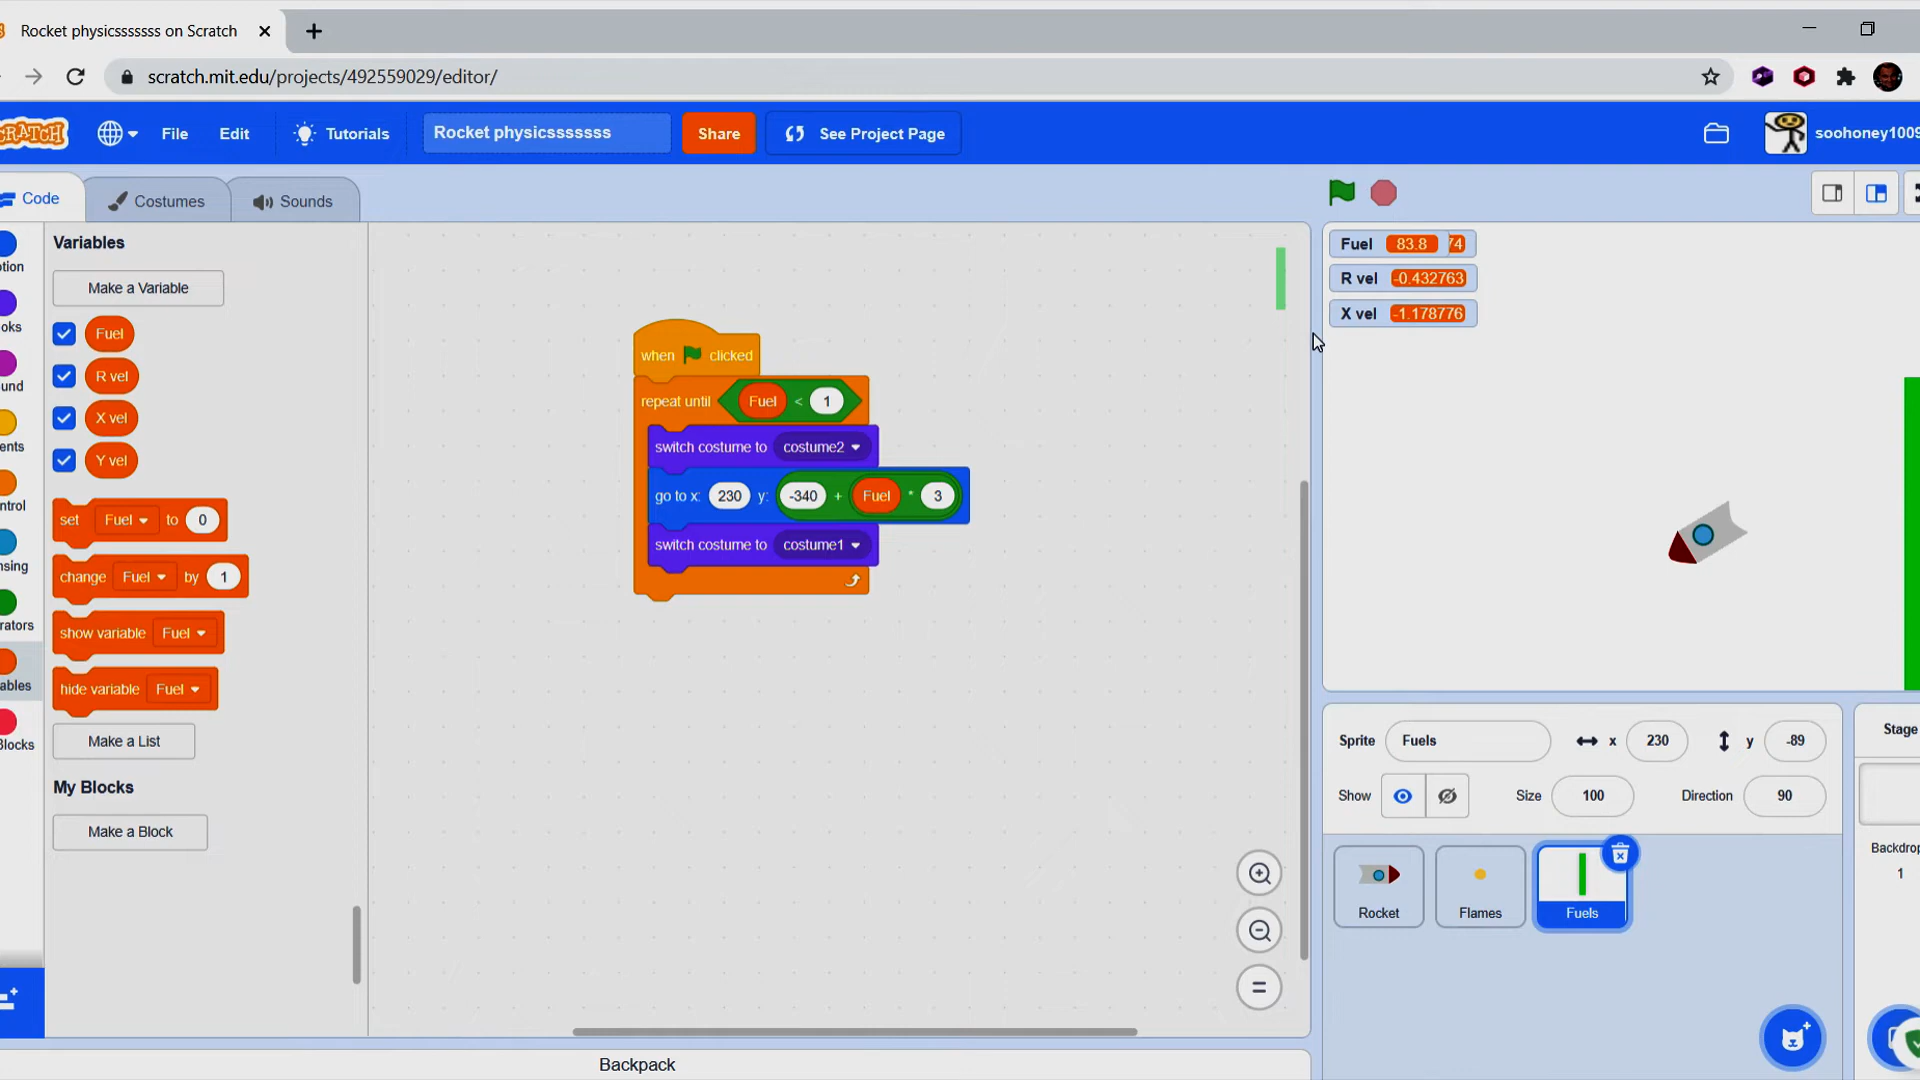 Rocket physicsssssss on Scratch
scratch.mit.edu/projects/492559029/editor/
File Edit Tutorials Rocket physicsssssss Share See Project Page soohoney1009
Code Costumes Sounds
Variables
Make a Variable
Fuel
R vel
X vel
Y vel
set Fuel to 0
change Fuel by 1
show variable Fuel
hide variable Fuel
Make a List
My Blocks
Make a Block
when clicked
repeat until Fuel < 1
switch costume to costume2
go to x: 230 y: -340 + Fuel * 3
switch costume to costume1
Fuel 83.8 74
R vel -0.432763
X vel -1.178776
Sprite Fuels x 230 y -89
Show Size 100 Direction 90
Rocket Flames Fuels
Stage
Backdrop
1
Backpack